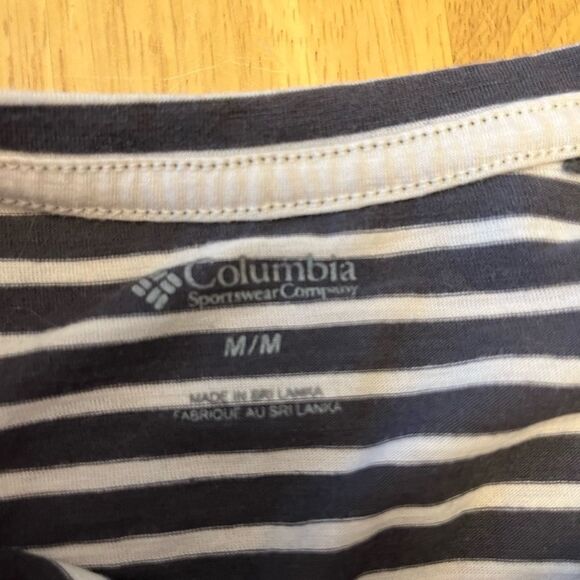 Columbia
Sportswear Company
M/M
MADE IN SRI LANKA
FABRIQUE AU SRI LANKA